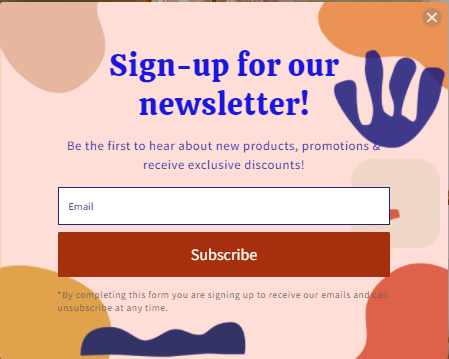 Sign-up for our
newsletter!
Be the first to hear about new products, promotions &
receive exclusive discounts!
Email
Subscribe
*By completing this form you are signing up to receive our emails and can
unsubscribe at any time.